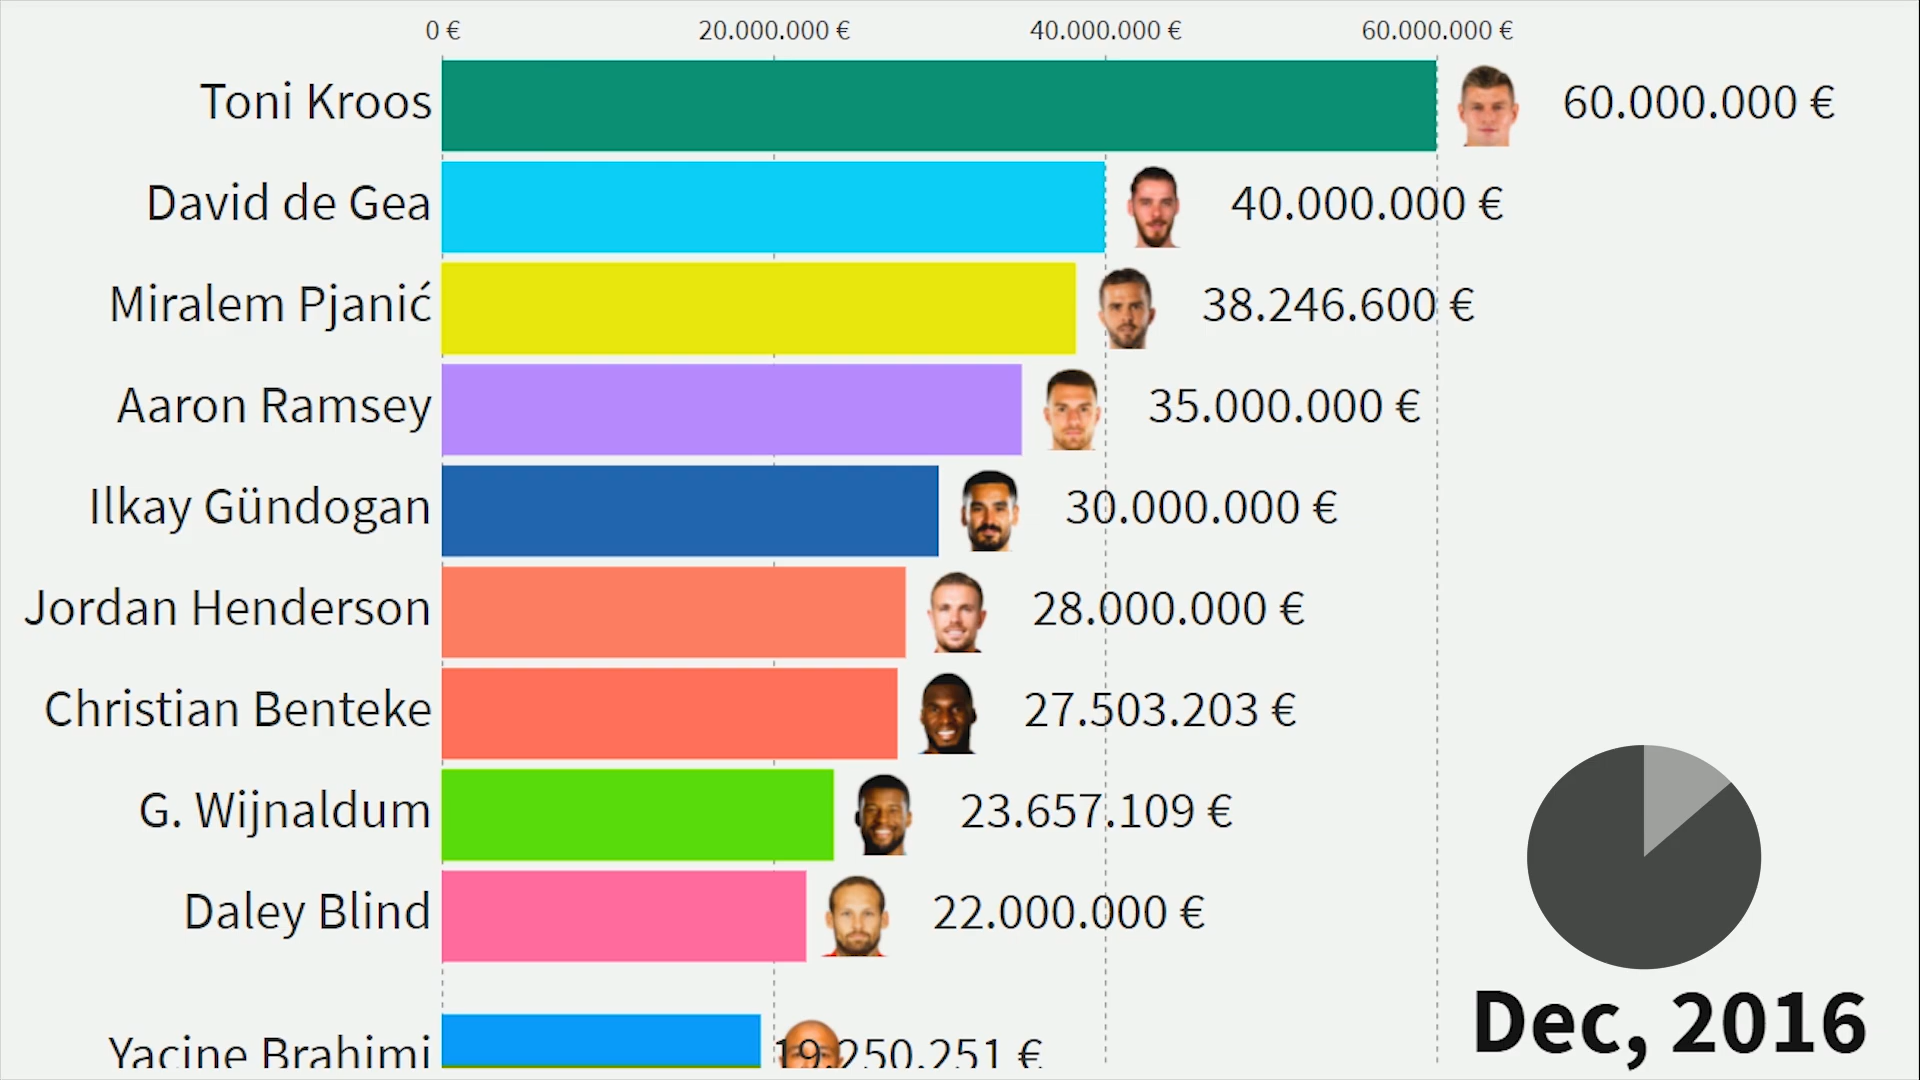 0 € 20.000.000 € 40.000.000 € 60.000.000 €
Toni Kroos 60.000.000 €
David de Gea 40.000.000 €
Miralem Pjanić 38.246.600 €
Aaron Ramsey 35.000.000 €
Ilkay Gündogan 30.000.000 €
Jordan Henderson 28.000.000 €
Christian Benteke 27.503.203 €
G. Wijnaldum 23.657.109 €
Daley Blind 22.000.000 €
Yacine Brahimi 19.250.251 €
Dec, 2016